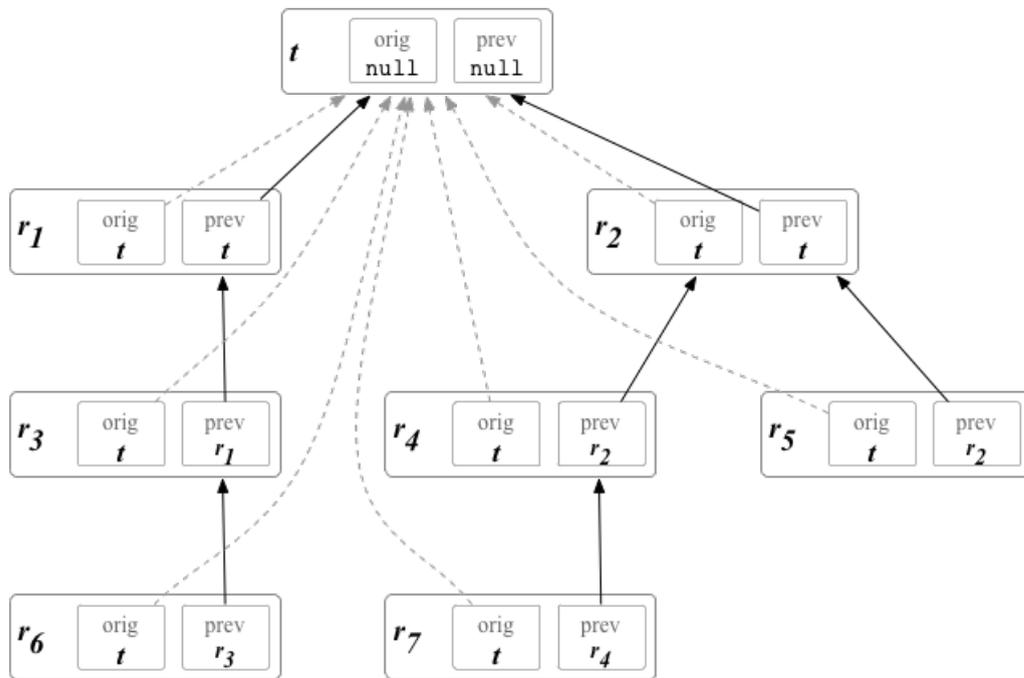 t orig prev
null null
r1 orig prev
t t
r2 orig prev
t t
r3 orig prev
t r1
r4 orig prev
t r2
r5 orig prev
t r2
r6 orig prev
t r3
r7 orig prev
t r4